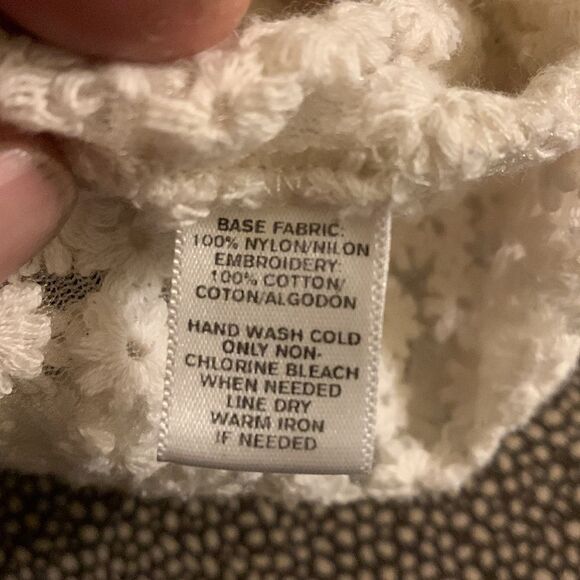 BASE FABRIC:
100% NYLON/NILON
EMBROIDERY:
100% COTTON/
COTON/ALGODON
HAND WASH COLD
ONLY NON-
CHLORINE BLEACH
WHEN NEEDED
LINE DRY
WARM IRON
IF NEEDED